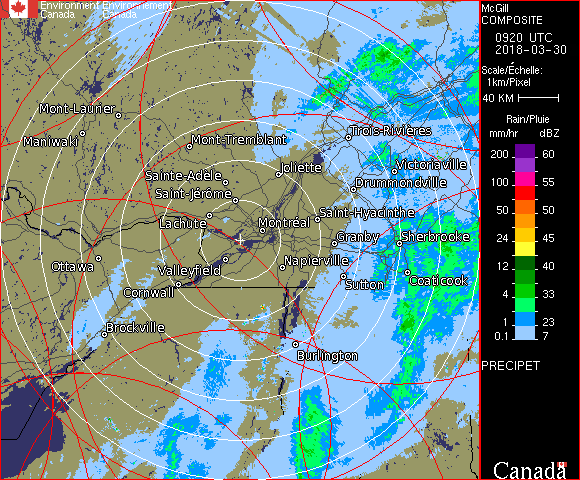 Environment Environnement
Canada Canada
McGill
COMPOSITE
0920 UTC
2018-03-30
Scale/Échelle:
1km/Pixel
40 KM
Rain/Pluie
mm/hr dBZ
200 60
100 55
50 50
24 45
12 40
4 33
1 23
0.1 7
PRECIPET
Canada
Mont-Laurier
Maniwaki
Mont-Tremblant
Trois-Rivières
Sainte-Adèle
Joliette
Victoriaville
Saint-Jérôme
Drummondville
Lachute
Saint-Hyacinthe
Montréal
Granby
Sherbrooke
Ottawa
Valleyfield
Napierville
Cornwall
Sutton
Coaticook
Brockville
Burlington